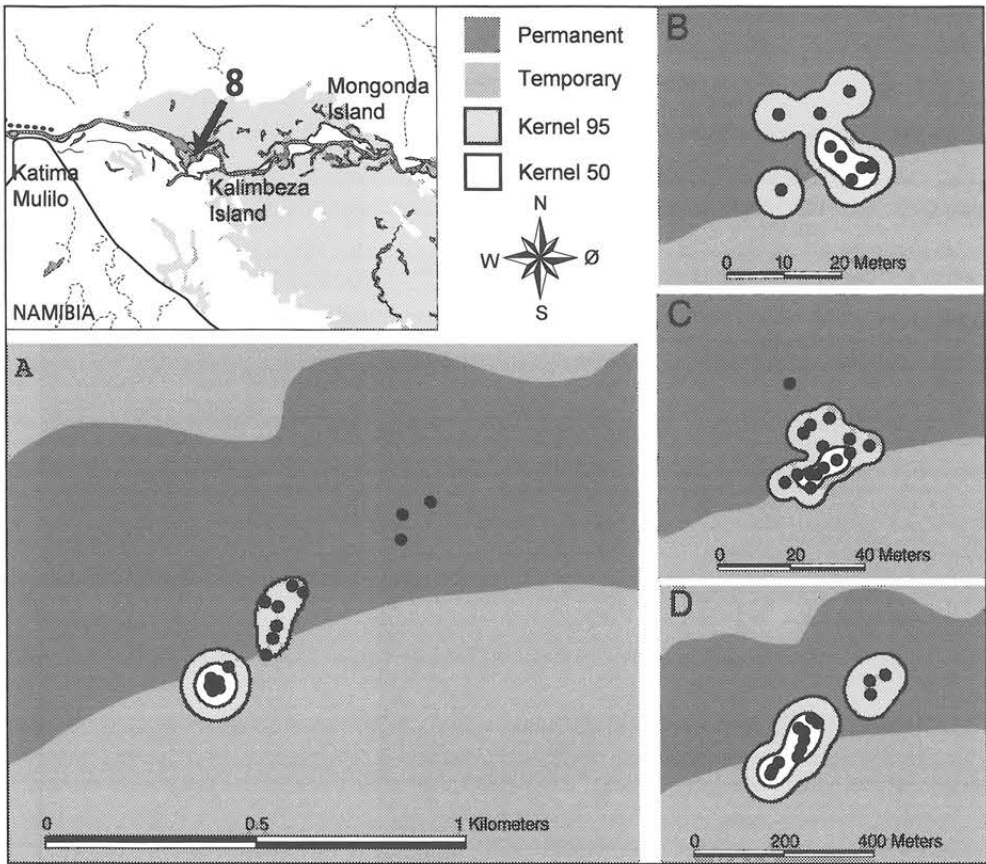 8
Mongonda
Island
Katima
Mulilo
Kalimbeza
Island
NAMIBIA
Permanent
Temporary
Kernel 95
Kernel 50
N
W
Ø
S
A
0 0.5 1 Kilometers
B
0 10 20 Meters
C
0 20 40 Meters
D
0 200 400 Meters